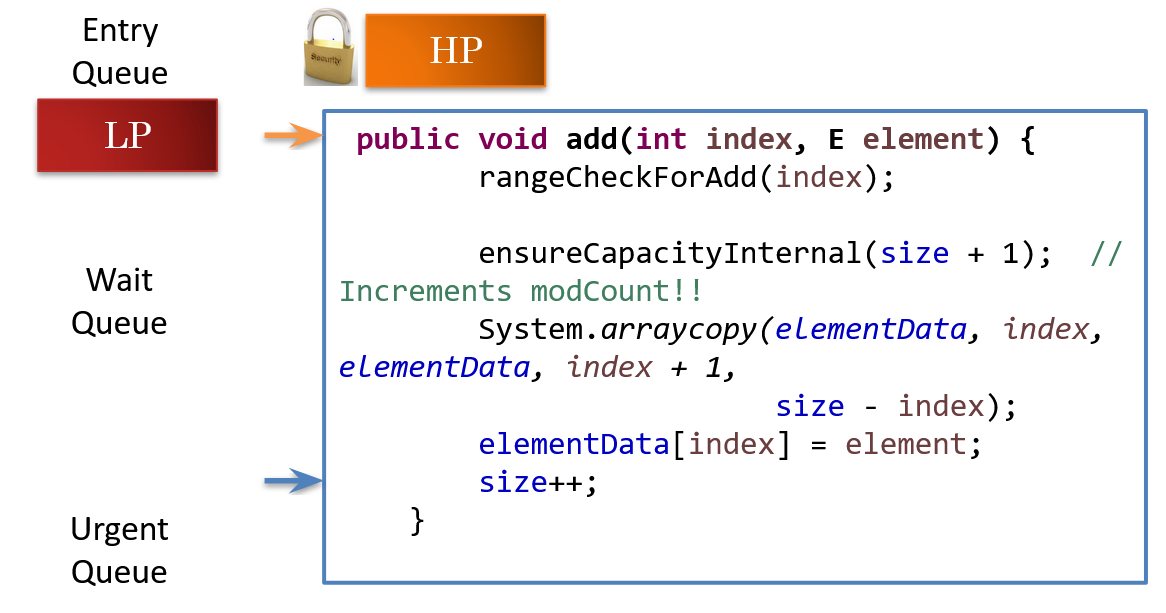 Entry
Queue
Security
HP
LP
public void add(int index, E element) {
rangeCheckForAdd(index);
ensureCapacityInternal(size + 1);  //
Increments modCount!!
System.arraycopy(elementData, index,
elementData, index + 1,
size - index);
elementData[index] = element;
size++;
}
Wait
Queue
Urgent
Queue